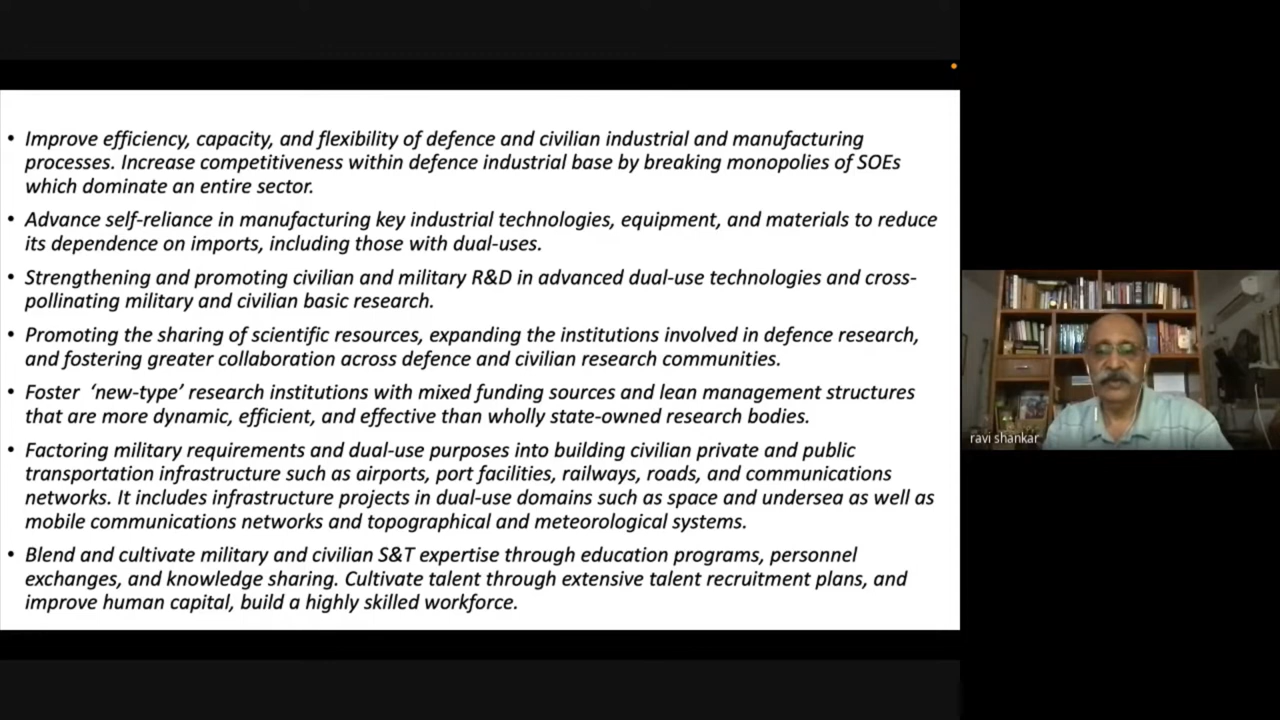 • Improve efficiency, capacity, and flexibility of defence and civilian industrial and manufacturing
processes. Increase competitiveness within defence industrial base by breaking monopolies of SOEs
which dominate an entire sector.
• Advance self-reliance in manufacturing key industrial technologies, equipment, and materials to reduce
its dependence on imports, including those with dual-uses.
• Strengthening and promoting civilian and military R&D in advanced dual-use technologies and cross-
pollinating military and civilian basic research.
• Promoting the sharing of scientific resources, expanding the institutions involved in defence research,
and fostering greater collaboration across defence and civilian research communities.
• Foster ‘new-type’ research institutions with mixed funding sources and lean management structures
that are more dynamic, efficient, and effective than wholly state-owned research bodies.
• Factoring military requirements and dual-use purposes into building civilian private and public
transportation infrastructure such as airports, port facilities, railways, roads, and communications
networks. It includes infrastructure projects in dual-use domains such as space and undersea as well as
mobile communications networks and topographical and meteorological systems.
• Blend and cultivate military and civilian S&T expertise through education programs, personnel
exchanges, and knowledge sharing. Cultivate talent through extensive talent recruitment plans, and
improve human capital, build a highly skilled workforce.
ravi shankar